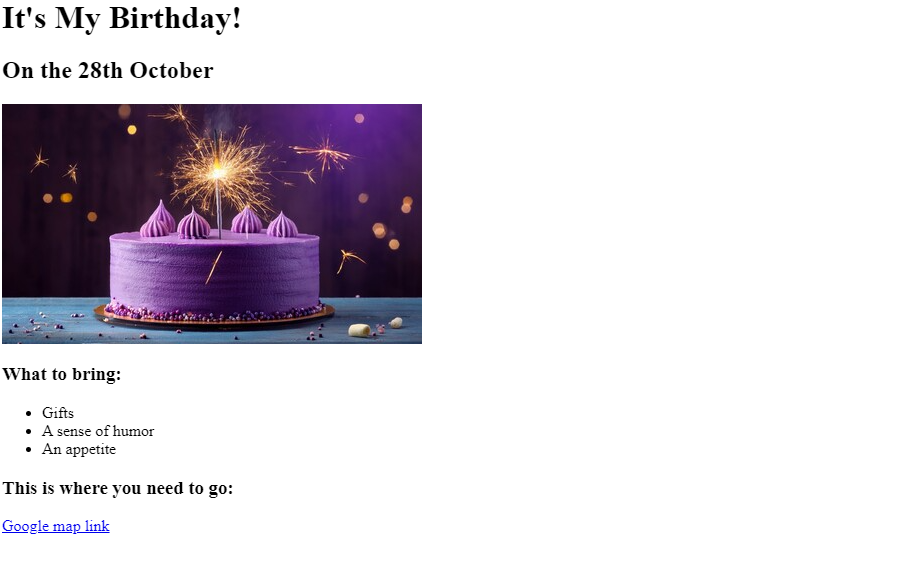 It's My Birthday!
On the 28th October
What to bring:
Gifts
A sense of humor
An appetite
This is where you need to go:
Google map link